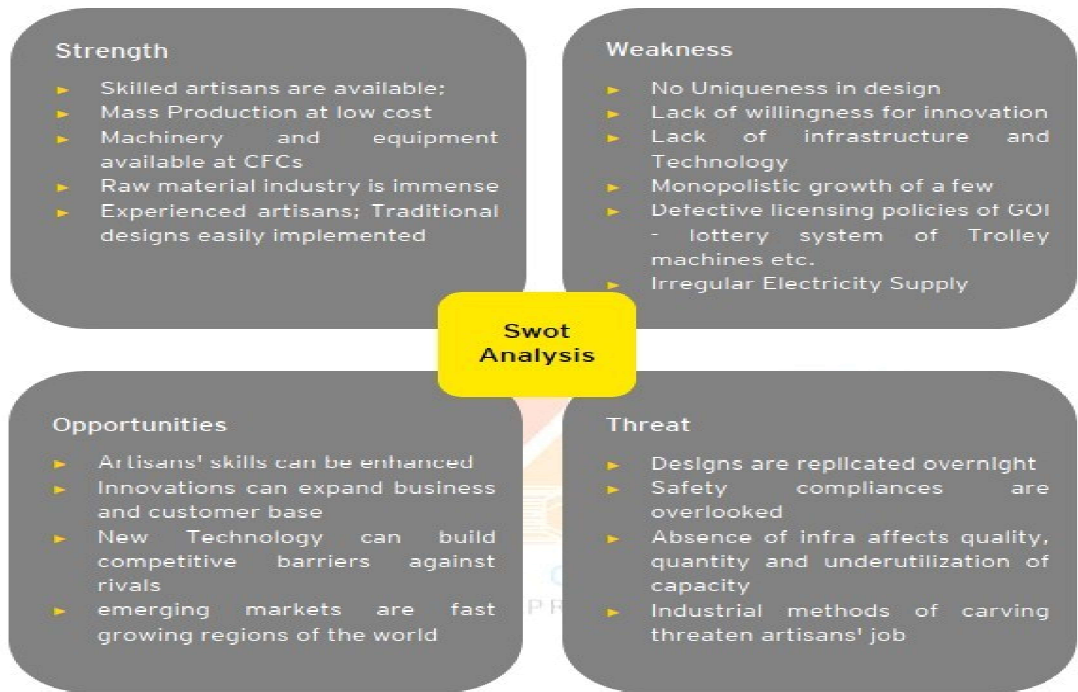 Strength
► Skilled artisans are available;
► Mass Production at low cost
► Machinery and equipment
available at CFCs
► Raw material industry is immense
► Experienced artisans; Traditional
designs easily implemented
Weakness
► No Uniqueness in design
► Lack of willingness for innovation
► Lack of infrastructure and
Technology
► Monopolistic growth of a few
► Defective licensing policies of GOI
- lottery system of Trolley
machines etc.
► Irregular Electricity Supply
Swot
Analysis
Opportunities
► Artisans' skills can be enhanced
► Innovations can expand business
and customer base
► New Technology can build
competitive barriers against
rivals
► emerging markets are fast
growing regions of the world
Threat
► Designs are replicated overnight
► Safety compliances are
overlooked
► Absence of infra affects quality,
quantity and underutilization of
capacity
► Industrial methods of carving
threaten artisans' job